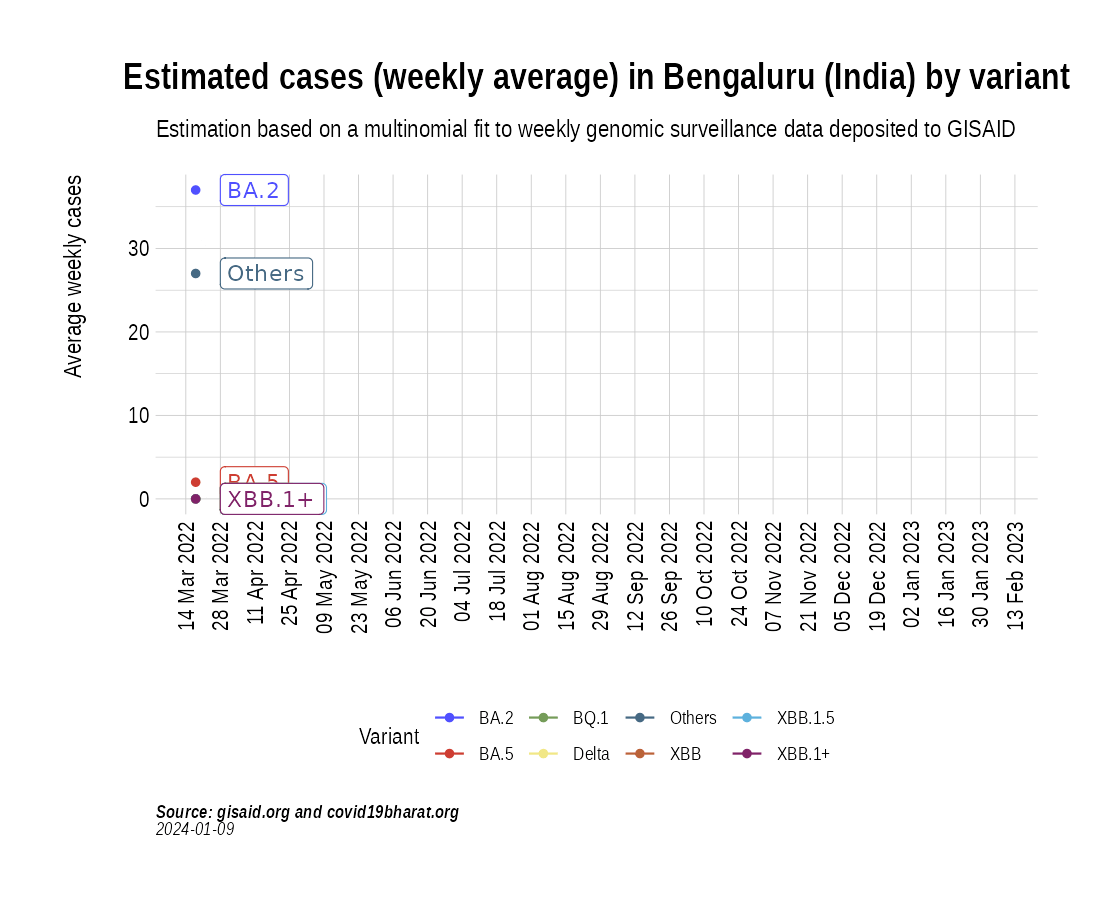 Estimated cases (weekly average) in Bengaluru (India) by variant
Estimation based on a multinomial fit to weekly genomic surveillance data deposited to GISAID
Average weekly cases
30
20
10
0
BA.2
Others
BA.5
XBB.1+
14 Mar 2022
28 Mar 2022
11 Apr 2022
25 Apr 2022
09 May 2022
23 May 2022
06 Jun 2022
20 Jun 2022
04 Jul 2022
18 Jul 2022
01 Aug 2022
15 Aug 2022
29 Aug 2022
12 Sep 2022
26 Sep 2022
10 Oct 2022
24 Oct 2022
07 Nov 2022
21 Nov 2022
05 Dec 2022
19 Dec 2022
02 Jan 2023
16 Jan 2023
30 Jan 2023
13 Feb 2023
Variant
BA.2 BQ.1 Others XBB.1.5
BA.5 Delta XBB XBB.1+
Source: gisaid.org and covid19bharat.org
2024-01-09